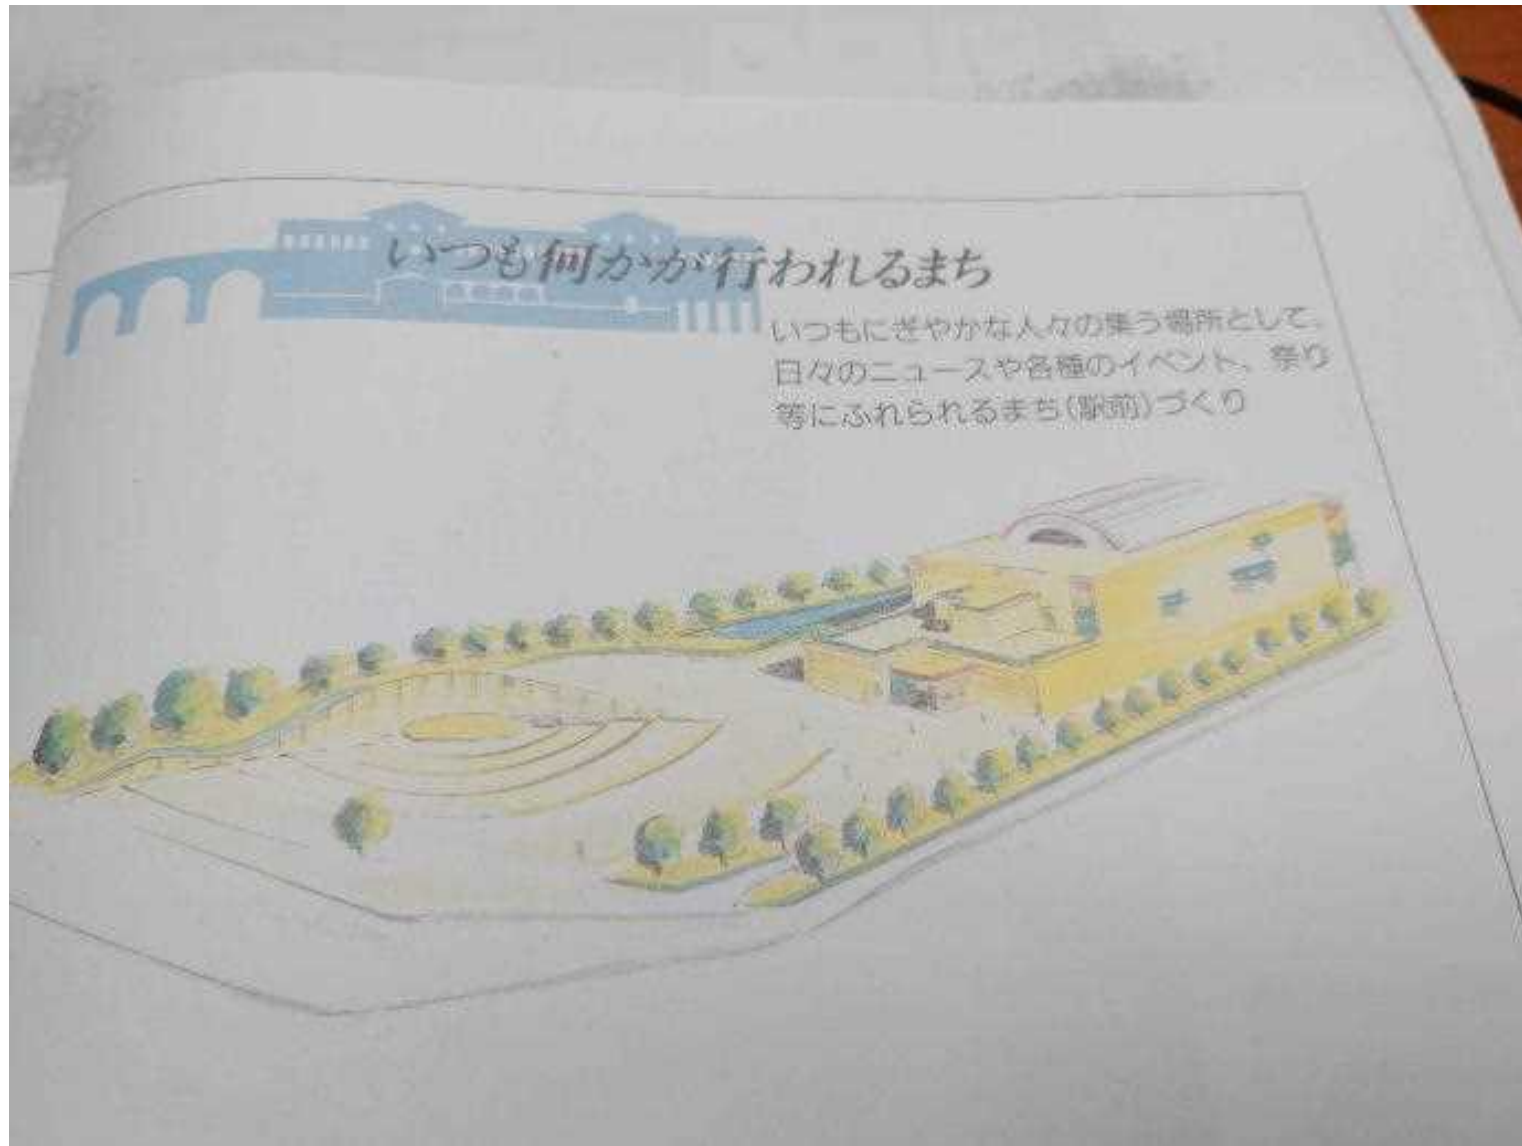 いつも何かが行われるまち
いつもにぎやかな人々の集う場所として、
日々のニュースや各種のイベント、祭り
等にふれられるまち(駅前)づくり